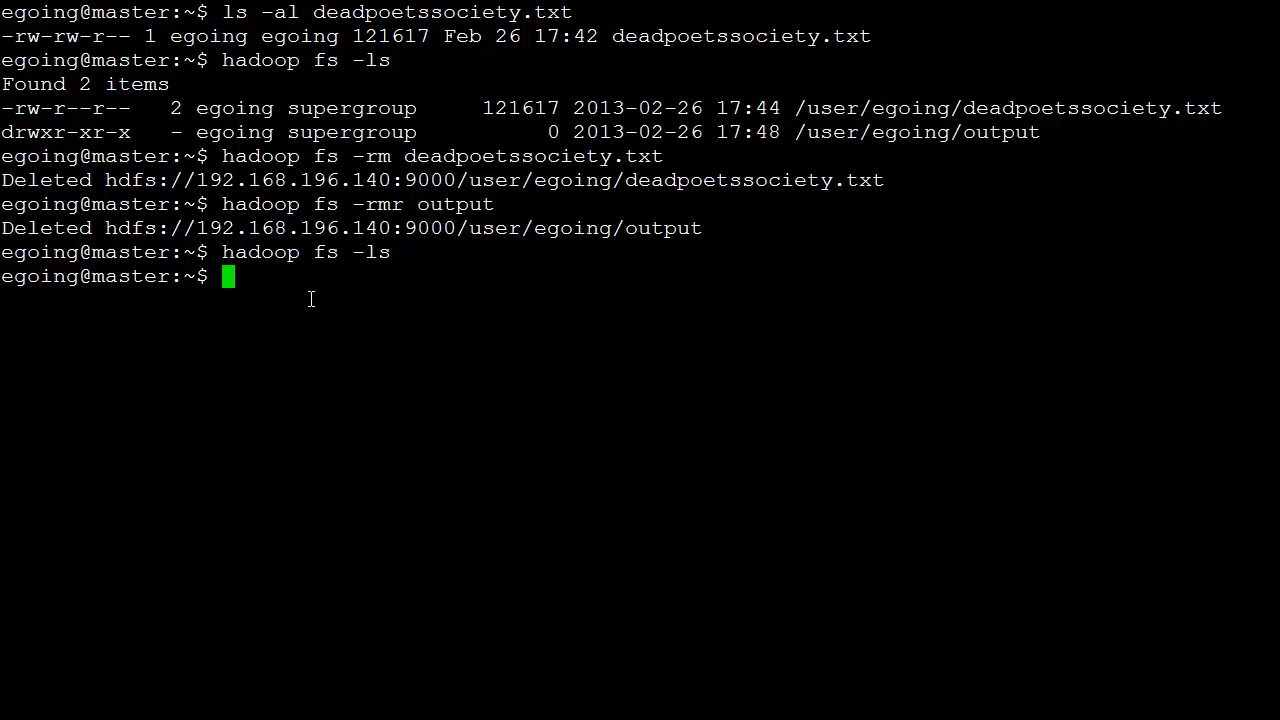 egoing@master:~$ ls -al deadpoetssociety.txt
-rw-rw-r-- 1 egoing egoing 121617 Feb 26 17:42 deadpoetssociety.txt
egoing@master:~$ hadoop fs -ls
Found 2 items
-rw-r--r--   2 egoing supergroup     121617 2013-02-26 17:44 /user/egoing/deadpoetssociety.txt
drwxr-xr-x   - egoing supergroup          0 2013-02-26 17:48 /user/egoing/output
egoing@master:~$ hadoop fs -rm deadpoetssociety.txt
Deleted hdfs://192.168.196.140:9000/user/egoing/deadpoetssociety.txt
egoing@master:~$ hadoop fs -rmr output
Deleted hdfs://192.168.196.140:9000/user/egoing/output
egoing@master:~$ hadoop fs -ls
egoing@master:~$